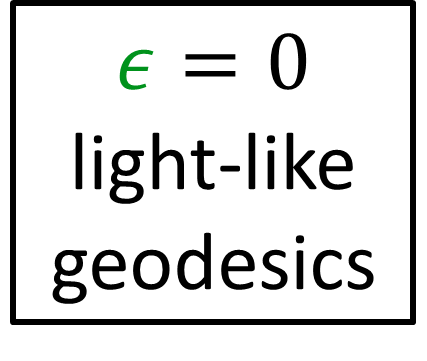 ϵ = 0
light-like
geodesics